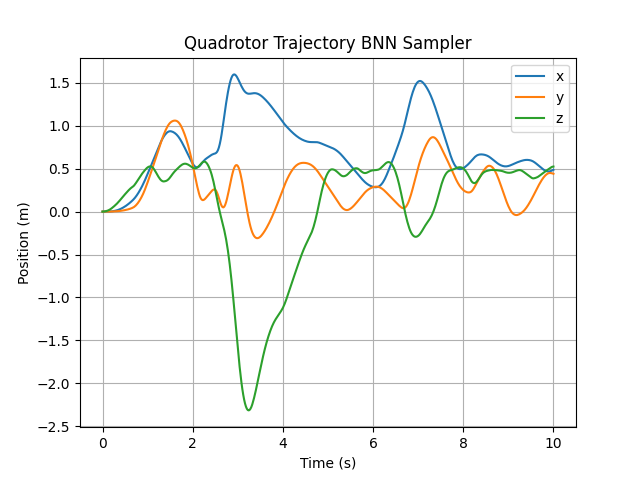 Quadrotor Trajectory BNN Sampler
x
y
z
1.5
1.0
0.5
0.0
−0.5
−1.0
−1.5
−2.0
−2.5
Position (m)
0 2 4 6 8 10
Time (s)